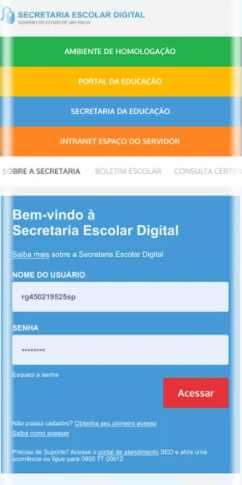 SECRETARIA ESCOLAR DIGITAL
GOVERNO DO ESTADO DE SÃO PAULO
AMBIENTE DE HOMOLOGAÇÃO
PORTAL DA EDUCAÇÃO
SECRETARIA DA EDUCAÇÃO
INTRANET ESPAÇO DO SERVIDOR
SOBRE A SECRETARIA BOLETIM ESCOLAR CONSULTA CERTIF
Bem-vindo à
Secretaria Escolar Digital
Saiba mais sobre a Secretaria Escolar Digital
NOME DO USUÁRIO
rg450219525sp
SENHA
••••••••
Esqueci a senha
Acessar
Não possui cadastro? Obtenha seu primeiro acesso
Saiba como acessar
Precisa de Suporte? Acesse o portal de atendimento SED e abra uma
ocorrência ou ligue para 0800 77 00012